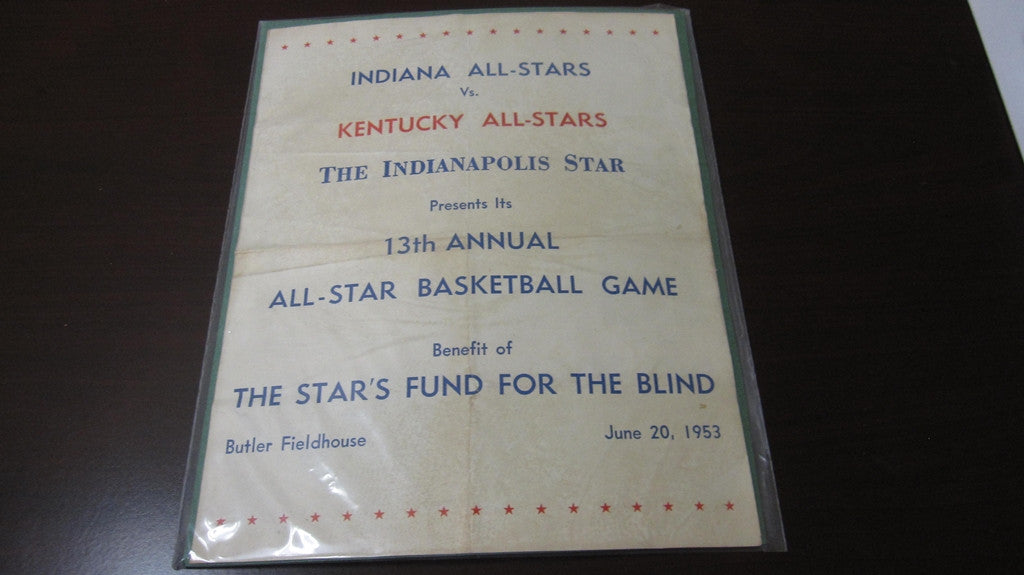 INDIANA ALL-STARS
Vs.
KENTUCKY ALL-STARS
THE INDIANAPOLIS STAR
Presents Its
13th ANNUAL
ALL-STAR BASKETBALL GAME
Benefit of
THE STAR'S FUND FOR THE BLIND
Butler Fieldhouse June 20, 1953